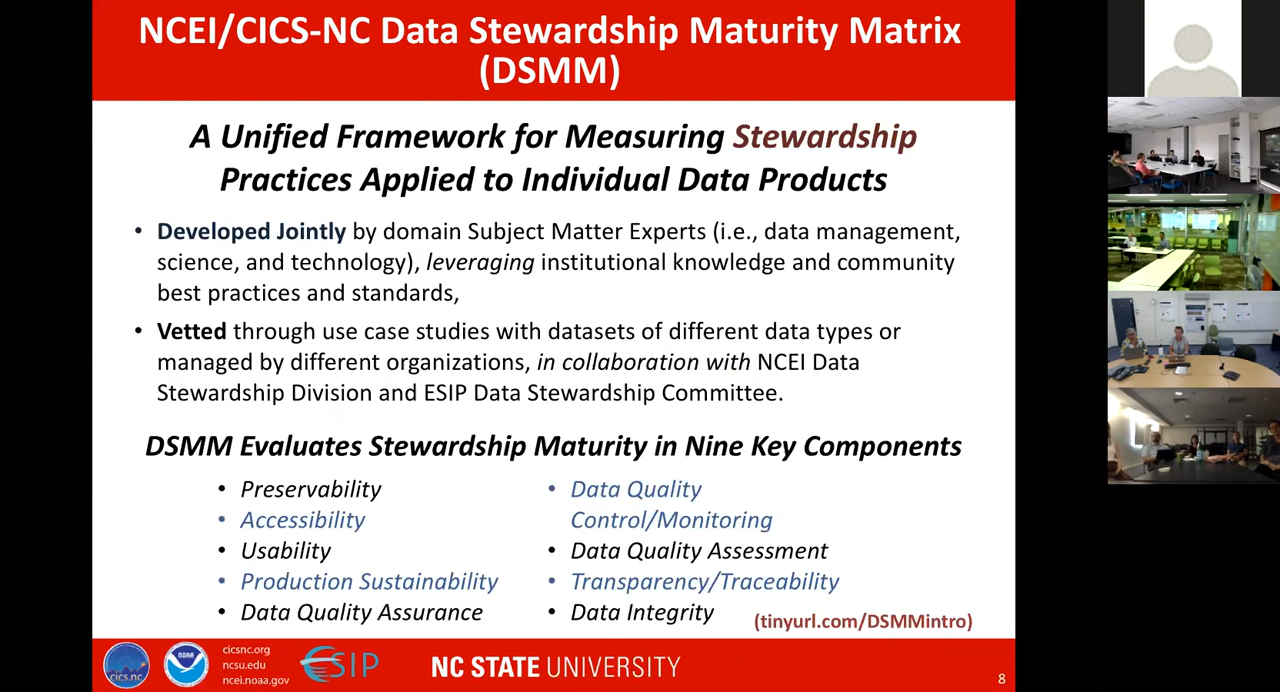 NCEI/CICS-NC Data Stewardship Maturity Matrix
(DSMM)
A Unified Framework for Measuring Stewardship
Practices Applied to Individual Data Products
• Developed Jointly by domain Subject Matter Experts (i.e., data management,
science, and technology), leveraging institutional knowledge and community
best practices and standards,
• Vetted through use case studies with datasets of different data types or
managed by different organizations, in collaboration with NCEI Data
Stewardship Division and ESIP Data Stewardship Committee.
DSMM Evaluates Stewardship Maturity in Nine Key Components
• Preservability
• Accessibility
• Usability
• Production Sustainability
• Data Quality Assurance
• Data Quality
Control/Monitoring
• Data Quality Assessment
• Transparency/Traceability
• Data Integrity
(tinyurl.com/DSMMintro)
cics.nc
NOAA
cicsnc.org
ncsu.edu
ncei.noaa.gov
ESIP
NC STATE UNIVERSITY
8